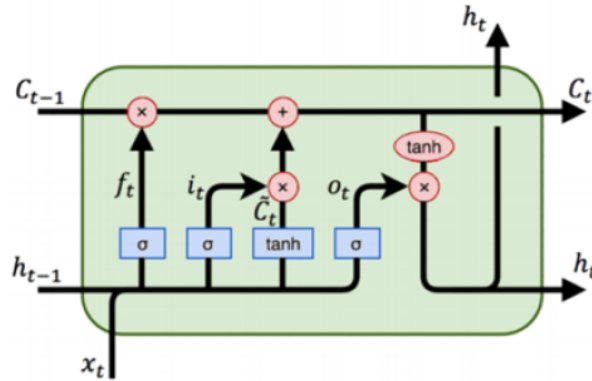 h_t
C_{t-1} × + C_t
tanh
f_t i_t × o_t ×
C̃_t
σ σ tanh σ
h_{t-1} h_t
x_t